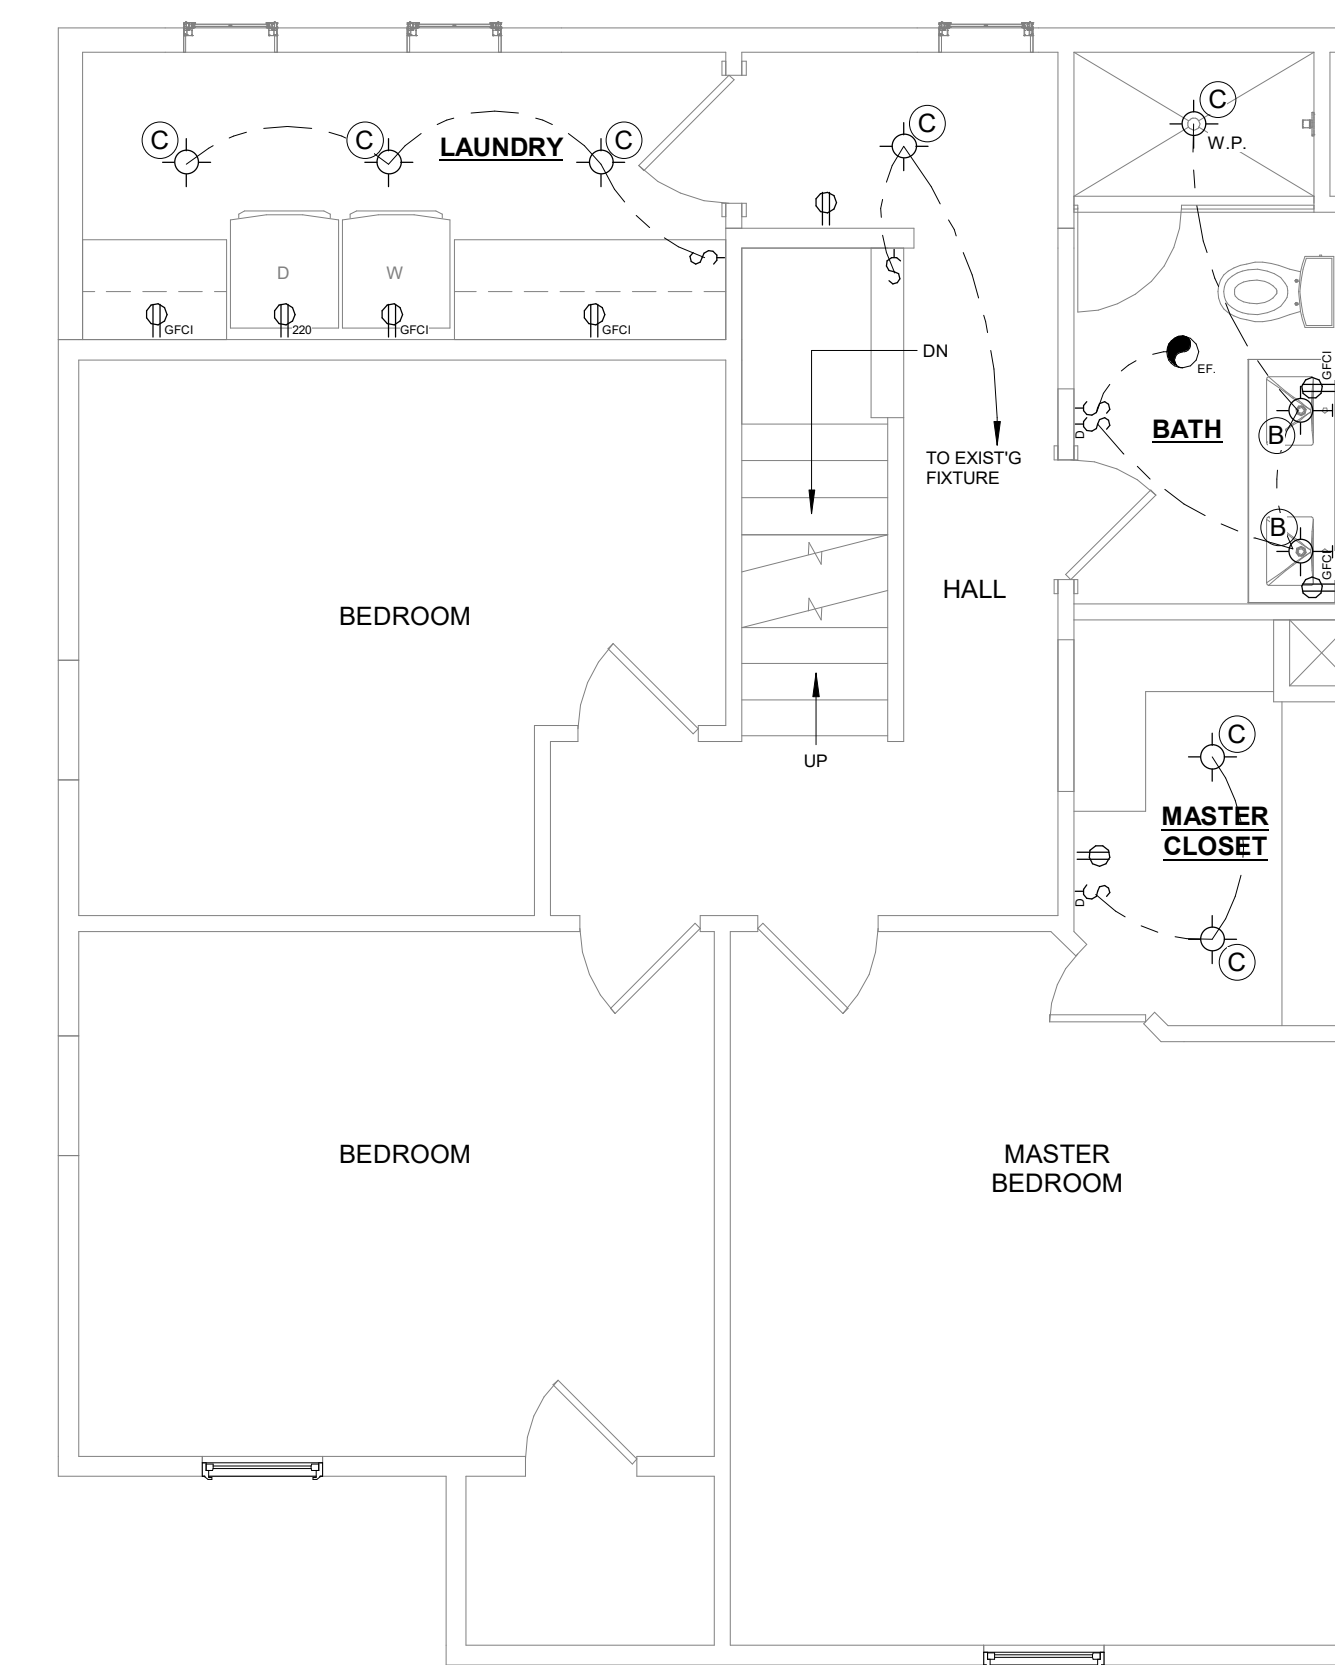 C
C
LAUNDRY
C
C
C
W.P.
D
W
GFCI
220
GFCI
GFCI
DN
EF.
GFCI
D
BATH
B
TO EXIST'G
FIXTURE
B
GFCI
HALL
BEDROOM
UP
C
MASTER
CLOSET
D
C
BEDROOM
MASTER
BEDROOM